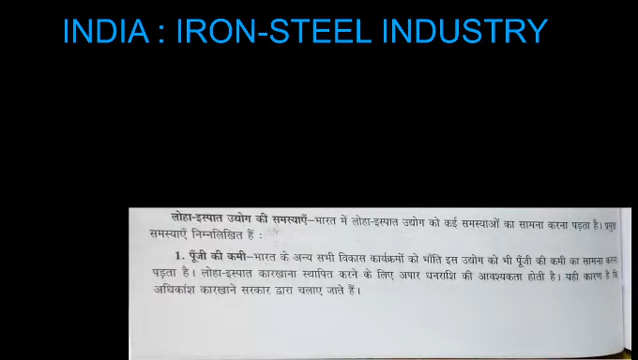 INDIA : IRON-STEEL INDUSTRY
लोहा-इस्पात उद्योग की समस्याएँ–भारत में लोहा-इस्पात उद्योग को कई समस्याओं का सामना करना पड़ता है। प्रमुख
समस्याएँ निम्नलिखित हैं :
1. पूँजी की कमी–भारत के अन्य सभी विकास कार्यक्रमों की भाँति इस उद्योग को भी पूँजी की कमी का सामना करना
पड़ता है। लोहा-इस्पात कारखाना स्थापित करने के लिए अपार धनराशि की आवश्यकता होती है। यही कारण है कि
अधिकांश कारखाने सरकार द्वारा चलाए जाते हैं।